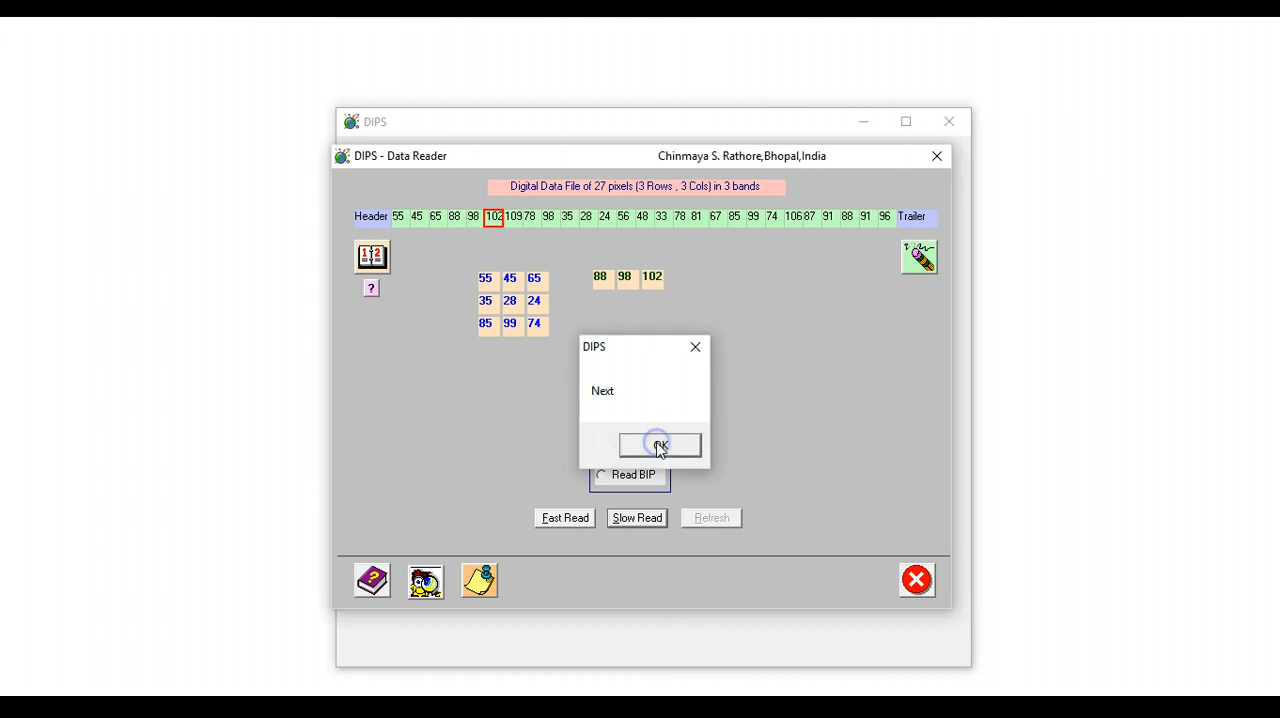 DIPS
DIPS - Data Reader Chinmaya S. Rathore,Bhopal,India
Digital Data File of 27 pixels (3 Rows , 3 Cols) in 3 bands
Header 55 45 65 88 98 102 109 78 98 35 28 24 56 48 33 78 81 67 85 99 74 106 87 91 88 91 96 Trailer
1 2
?
55 45 65 88 98 102
35 28 24
85 99 74
DIPS
Next
OK
Read BIP
Fast Read Slow Read Refresh
?